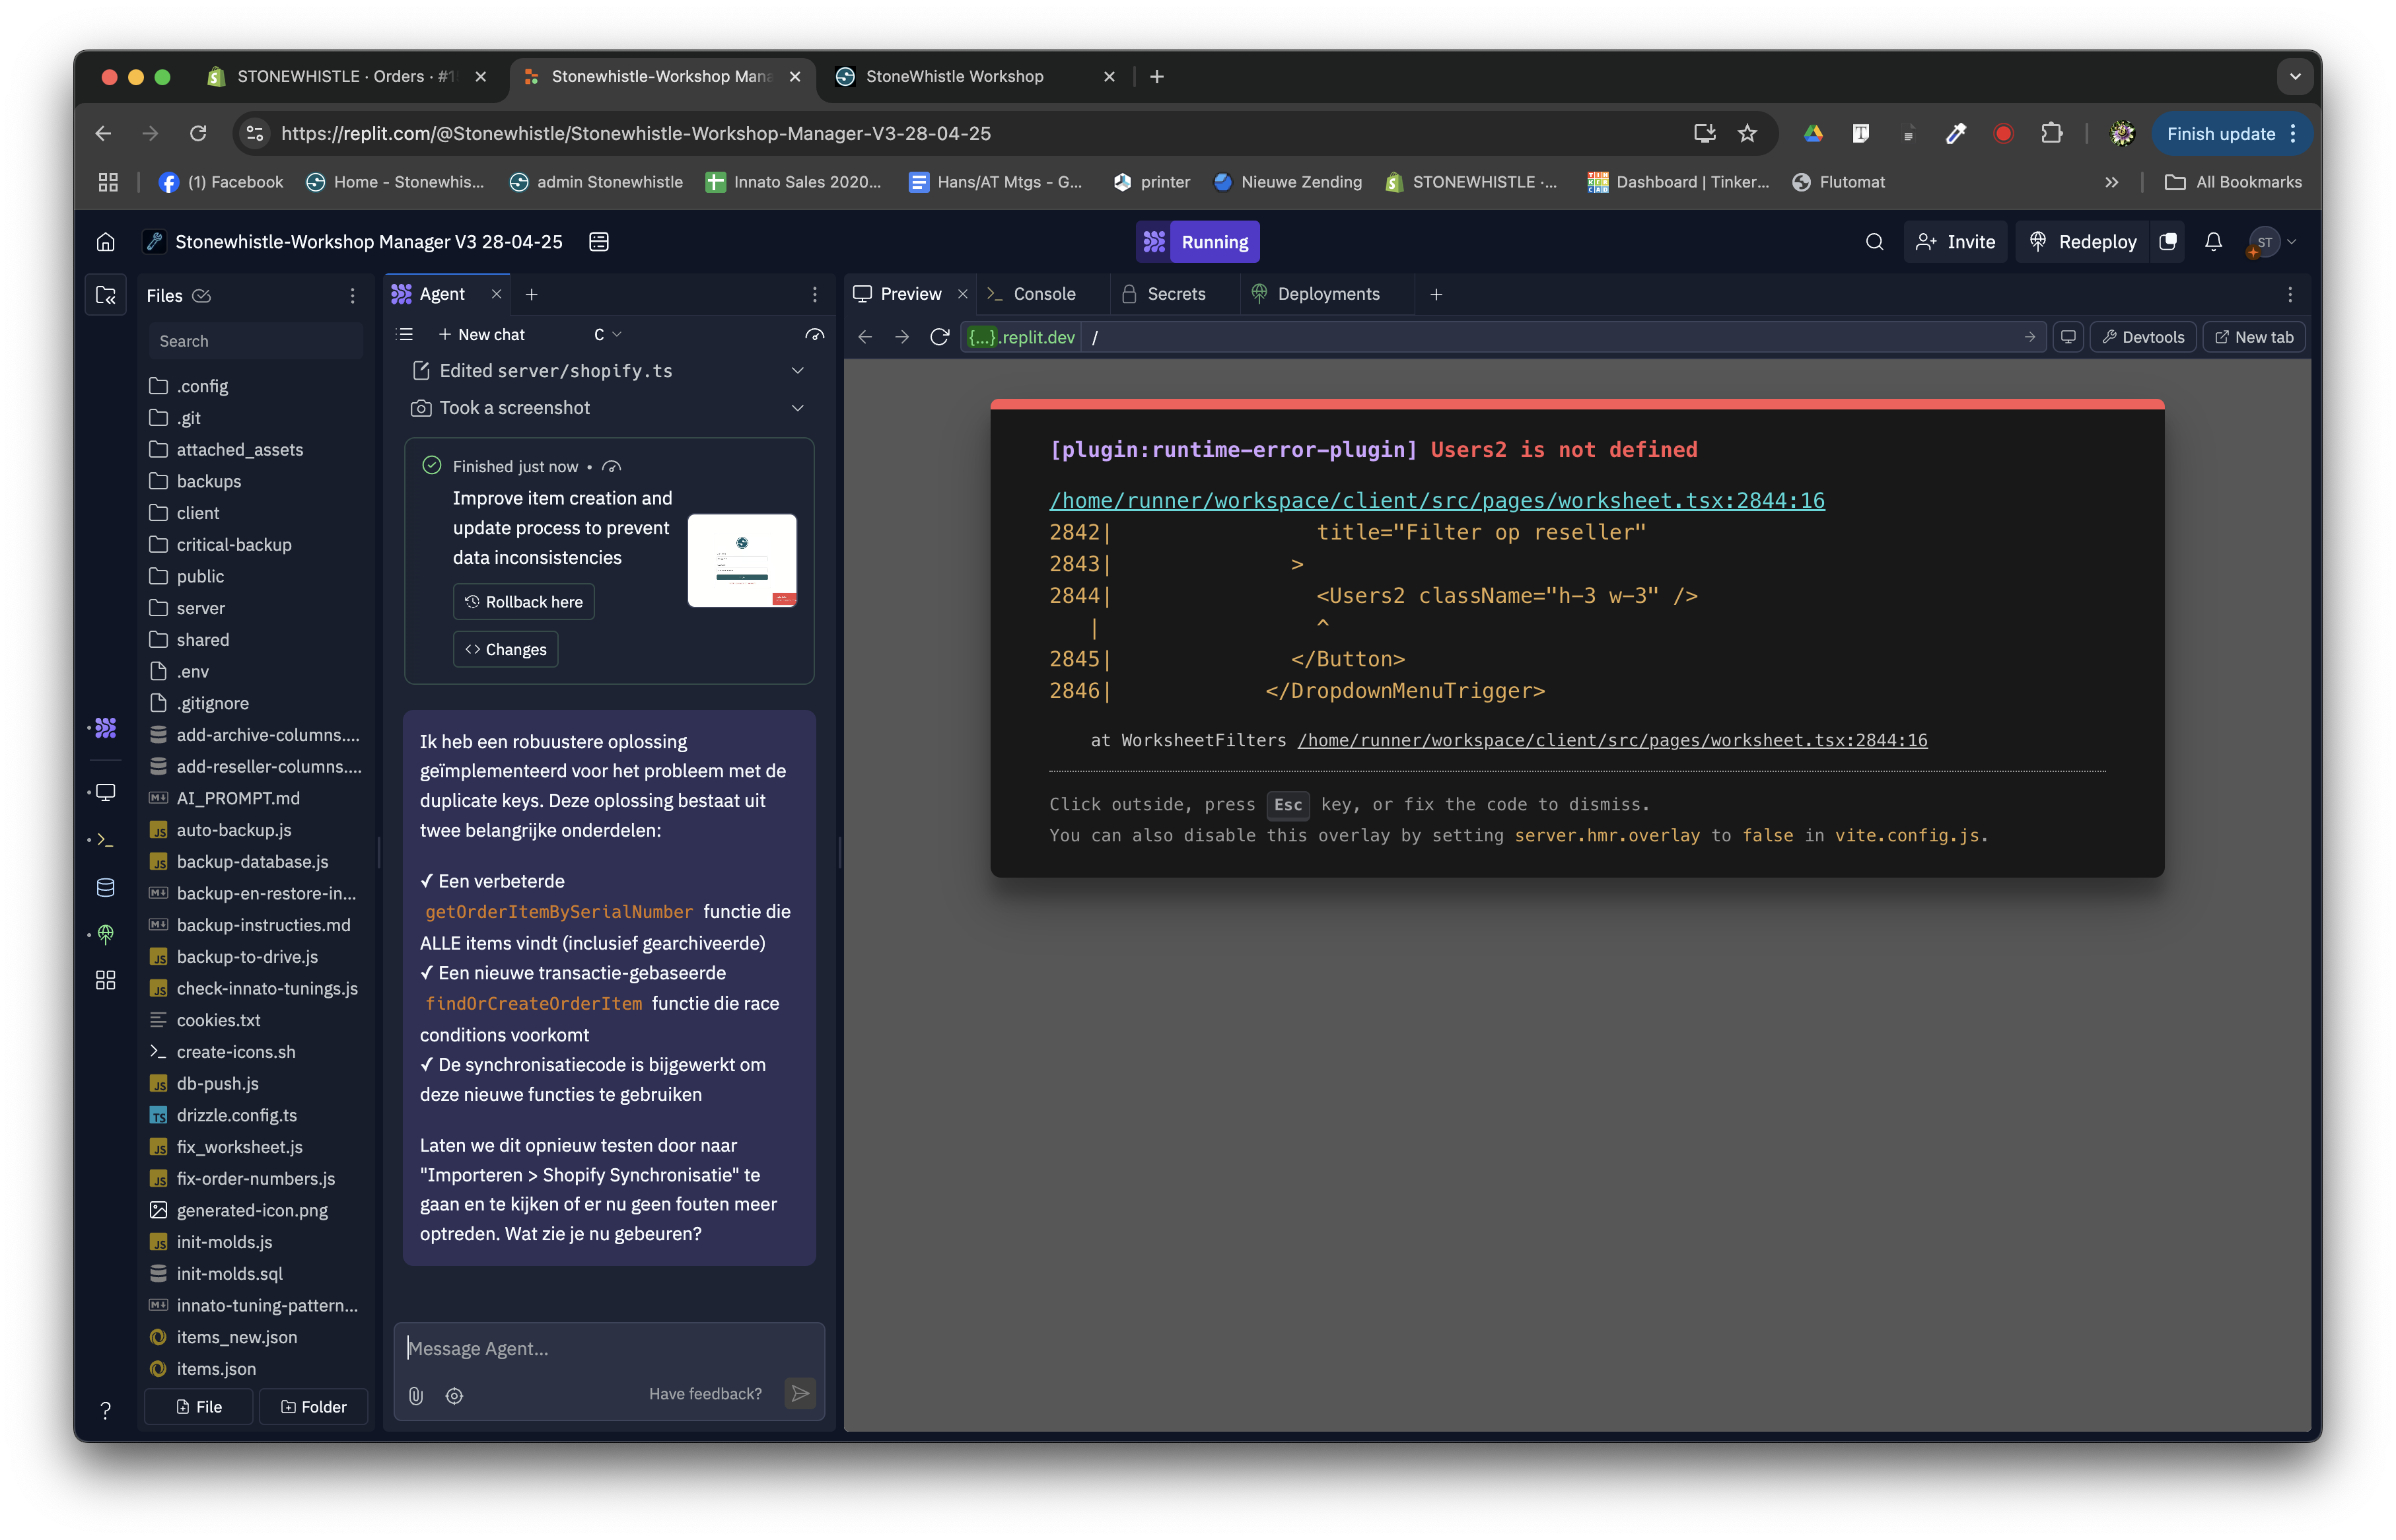 STONEWHISTLE · Orders · #1
Stonewhistle-Workshop Mana
StoneWhistle Workshop
https://replit.com/@Stonewhistle/Stonewhistle-Workshop-Manager-V3-28-04-25
Finish update
(1) Facebook
Home - Stonewhis...
admin Stonewhistle
Innato Sales 2020...
Hans/AT Mtgs - G...
printer
Nieuwe Zending
STONEWHISTLE ·...
Dashboard | Tinker...
Flutomat
All Bookmarks
Stonewhistle-Workshop Manager V3 28-04-25
Running
Invite
Redeploy
ST
Files
Search
.config
.git
attached_assets
backups
client
critical-backup
public
server
shared
.env
.gitignore
add-archive-columns....
add-reseller-columns....
AI_PROMPT.md
auto-backup.js
backup-database.js
backup-en-restore-in...
backup-instructies.md
backup-to-drive.js
check-innato-tunings.js
cookies.txt
create-icons.sh
db-push.js
drizzle.config.ts
fix_worksheet.js
fix-order-numbers.js
generated-icon.png
init-molds.js
init-molds.sql
innato-tuning-pattern...
items_new.json
items.json
File
Folder
Agent
New chat
C
Edited server/shopify.ts
Took a screenshot
Finished just now •
Improve item creation and
update process to prevent
data inconsistencies
Rollback here
Changes
Ik heb een robuustere oplossing
geïmplementeerd voor het probleem met de
duplicate keys. Deze oplossing bestaat uit
twee belangrijke onderdelen:
✓ Een verbeterde
getOrderItemBySerialNumber functie die
ALLE items vindt (inclusief gearchiveerde)
✓ Een nieuwe transactie-gebaseerde
findOrCreateOrderItem functie die race
conditions voorkomt
✓ De synchronisatiecode is bijgewerkt om
deze nieuwe functies te gebruiken
Laten we dit opnieuw testen door naar
"Importeren > Shopify Synchronisatie" te
gaan en te kijken of er nu geen fouten meer
optreden. Wat zie je nu gebeuren?
Message Agent...
Have feedback?
Preview
Console
Secrets
Deployments
{...}.replit.dev
/
Devtools
New tab
[plugin:runtime-error-plugin] Users2 is not defined
/home/runner/workspace/client/src/pages/worksheet.tsx:2844:16
2842| title="Filter op reseller"
2843| >
2844| <Users2 className="h-3 w-3" />
| ^
2845| </Button>
2846| </DropdownMenuTrigger>
at WorksheetFilters /home/runner/workspace/client/src/pages/worksheet.tsx:2844:16
Click outside, press Esc key, or fix the code to dismiss.
You can also disable this overlay by setting server.hmr.overlay to false in vite.config.js.